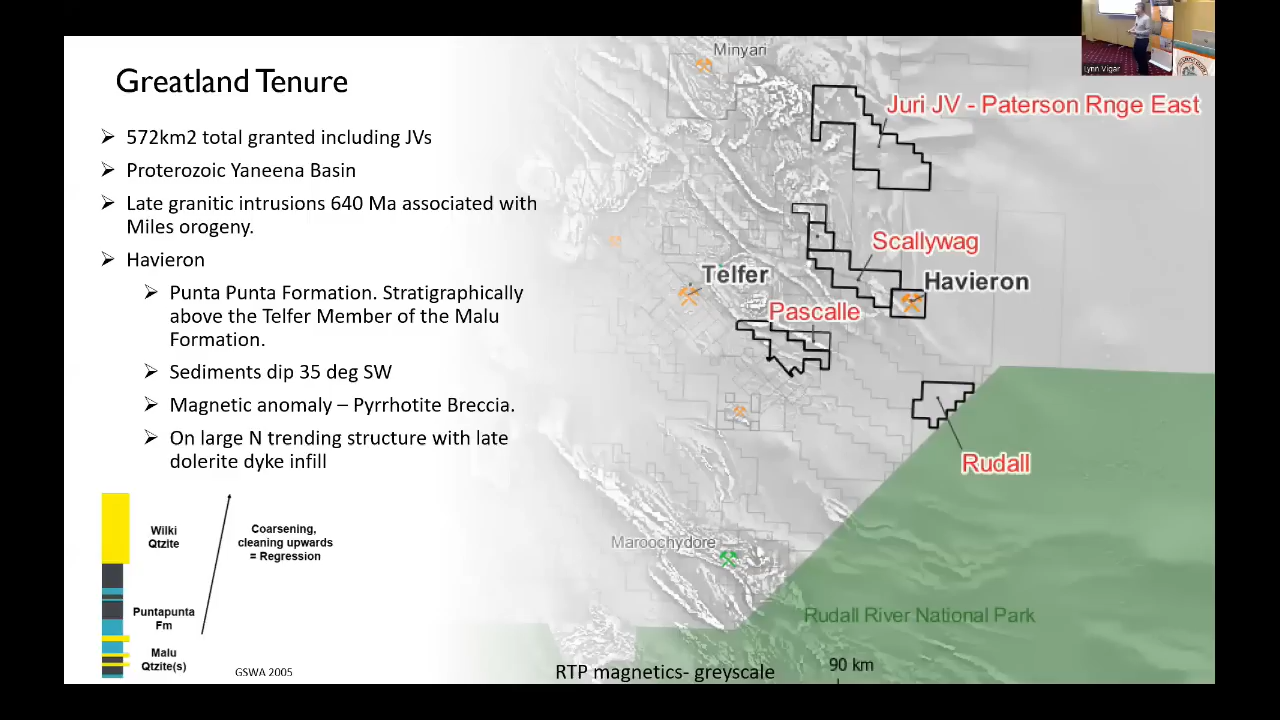 Greatland Tenure
572km2 total granted including JVs
Proterozoic Yaneena Basin
Late granitic intrusions 640 Ma associated with
Miles orogeny.
Havieron
Punta Punta Formation. Stratigraphically
above the Telfer Member of the Malu
Formation.
Sediments dip 35 deg SW
Magnetic anomaly – Pyrrhotite Breccia.
On large N trending structure with late
dolerite dyke infill
Wilki
Qtzite
Puntapunta
Fm
Malu
Qtzite(s)
Coarsening,
cleaning upwards
= Regression
GSWA 2005
Minyari
Juri JV - Paterson Rnge East
Scallywag
Telfer
Havieron
Pascalle
Rudall
Maroochydore
Rudall River National Park
RTP magnetics- greyscale
90 km
Lynn Vigar